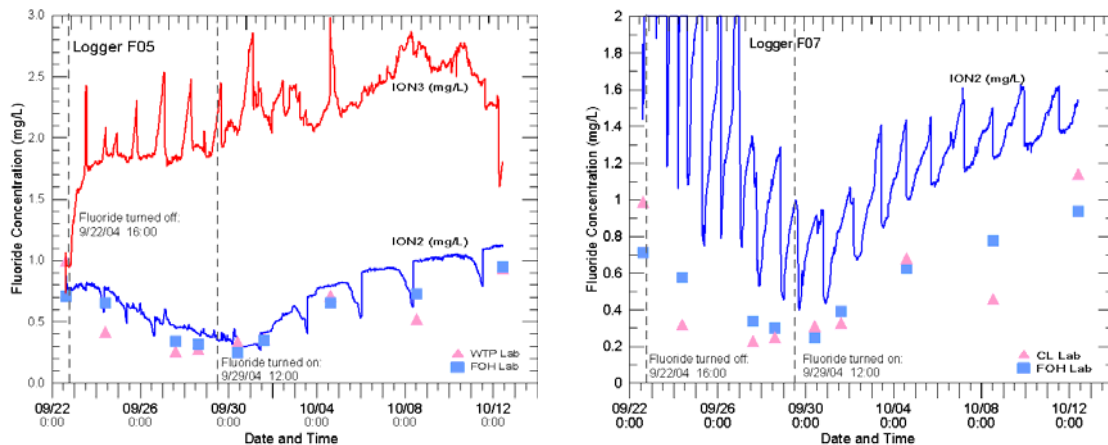 Logger F05
ION3 (mg/L)
Fluoride turned off:
9/22/04 16:00
ION2 (mg/L)
Fluoride turned on:
9/29/04 12:00
WTP Lab
FOH Lab
Fluoride Concentration (mg/L)
3.0
2.5
2.0
1.5
1.0
0.5
0.0
09/22 09/26 09/30 10/04 10/08 10/12
0:00 0:00 0:00 0:00 0:00 0:00
Date and Time
Logger F07
ION2 (mg/L)
Fluoride turned off:
9/22/04 16:00
Fluoride turned on:
9/29/04 12:00
CL Lab
FOH Lab
Fluoride Concentration (mg/L)
2
1.8
1.6
1.4
1.2
1
0.8
0.6
0.4
0.2
0
09/22 09/26 09/30 10/04 10/08 10/12
0:00 0:00 0:00 0:00 0:00 0:00
Date and Time